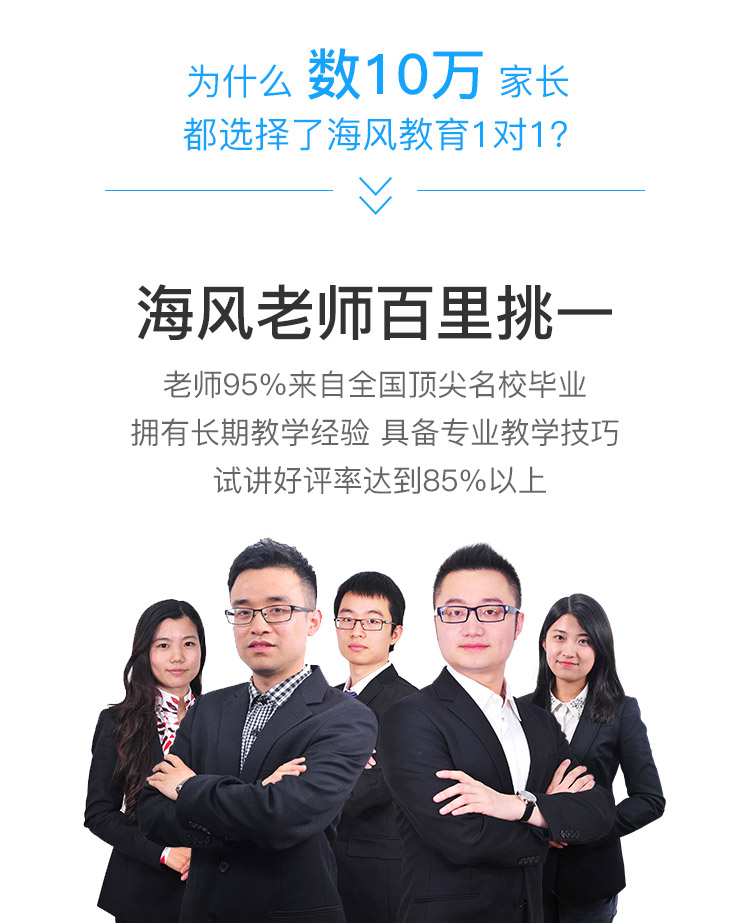 为什么 数10万 家长
都选择了海风教育1对1?
海风老师百里挑一
老师95%来自全国顶尖名校毕业
拥有长期教学经验 具备专业教学技巧
试讲好评率达到85%以上